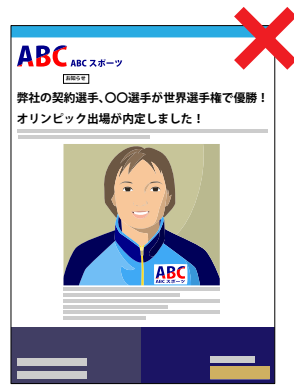 ABC ABC スポーツ
お知らせ
弊社の契約選手、〇〇選手が世界選手権で優勝！
オリンピック出場が内定しました！
ABC
ABC スポーツ